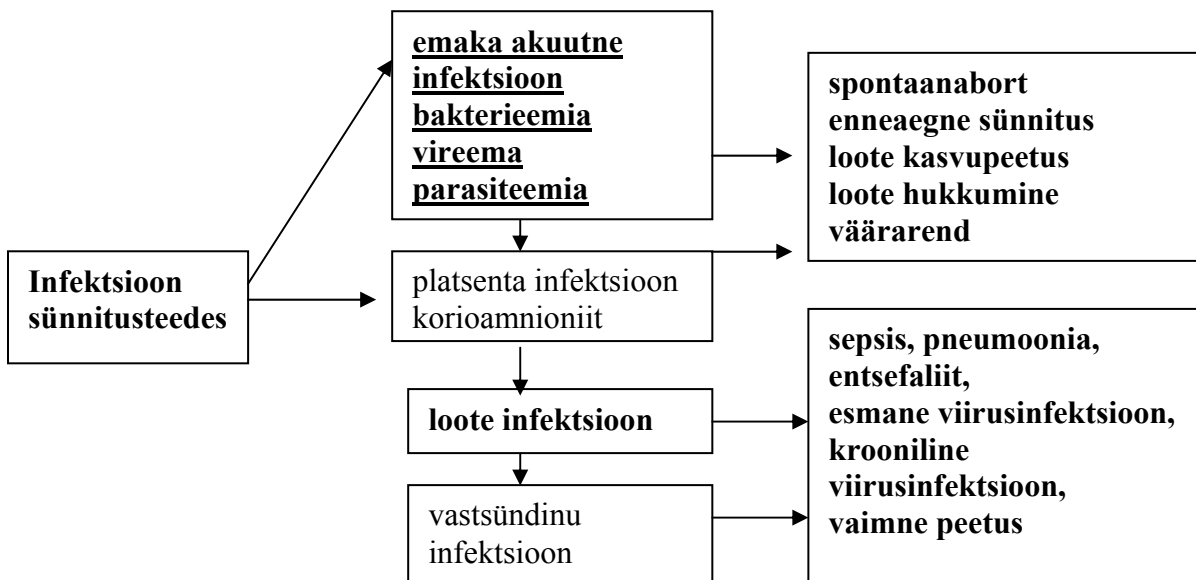 Infektsioon
sünnitusteedes
emaka akuutne
infektsioon
bakterieemia
vireema
parasiteemia
platsenta infektsioon
korioamnioniit
loote infektsioon
vastsündinu
infektsioon
spontaanabort
enneaegne sünnitus
loote kasvupeetus
loote hukkumine
väärarend
sepsis, pneumoonia,
entsefaliit,
esmane viirusinfektsioon,
krooniline
viirusinfektsioon,
vaimne peetus